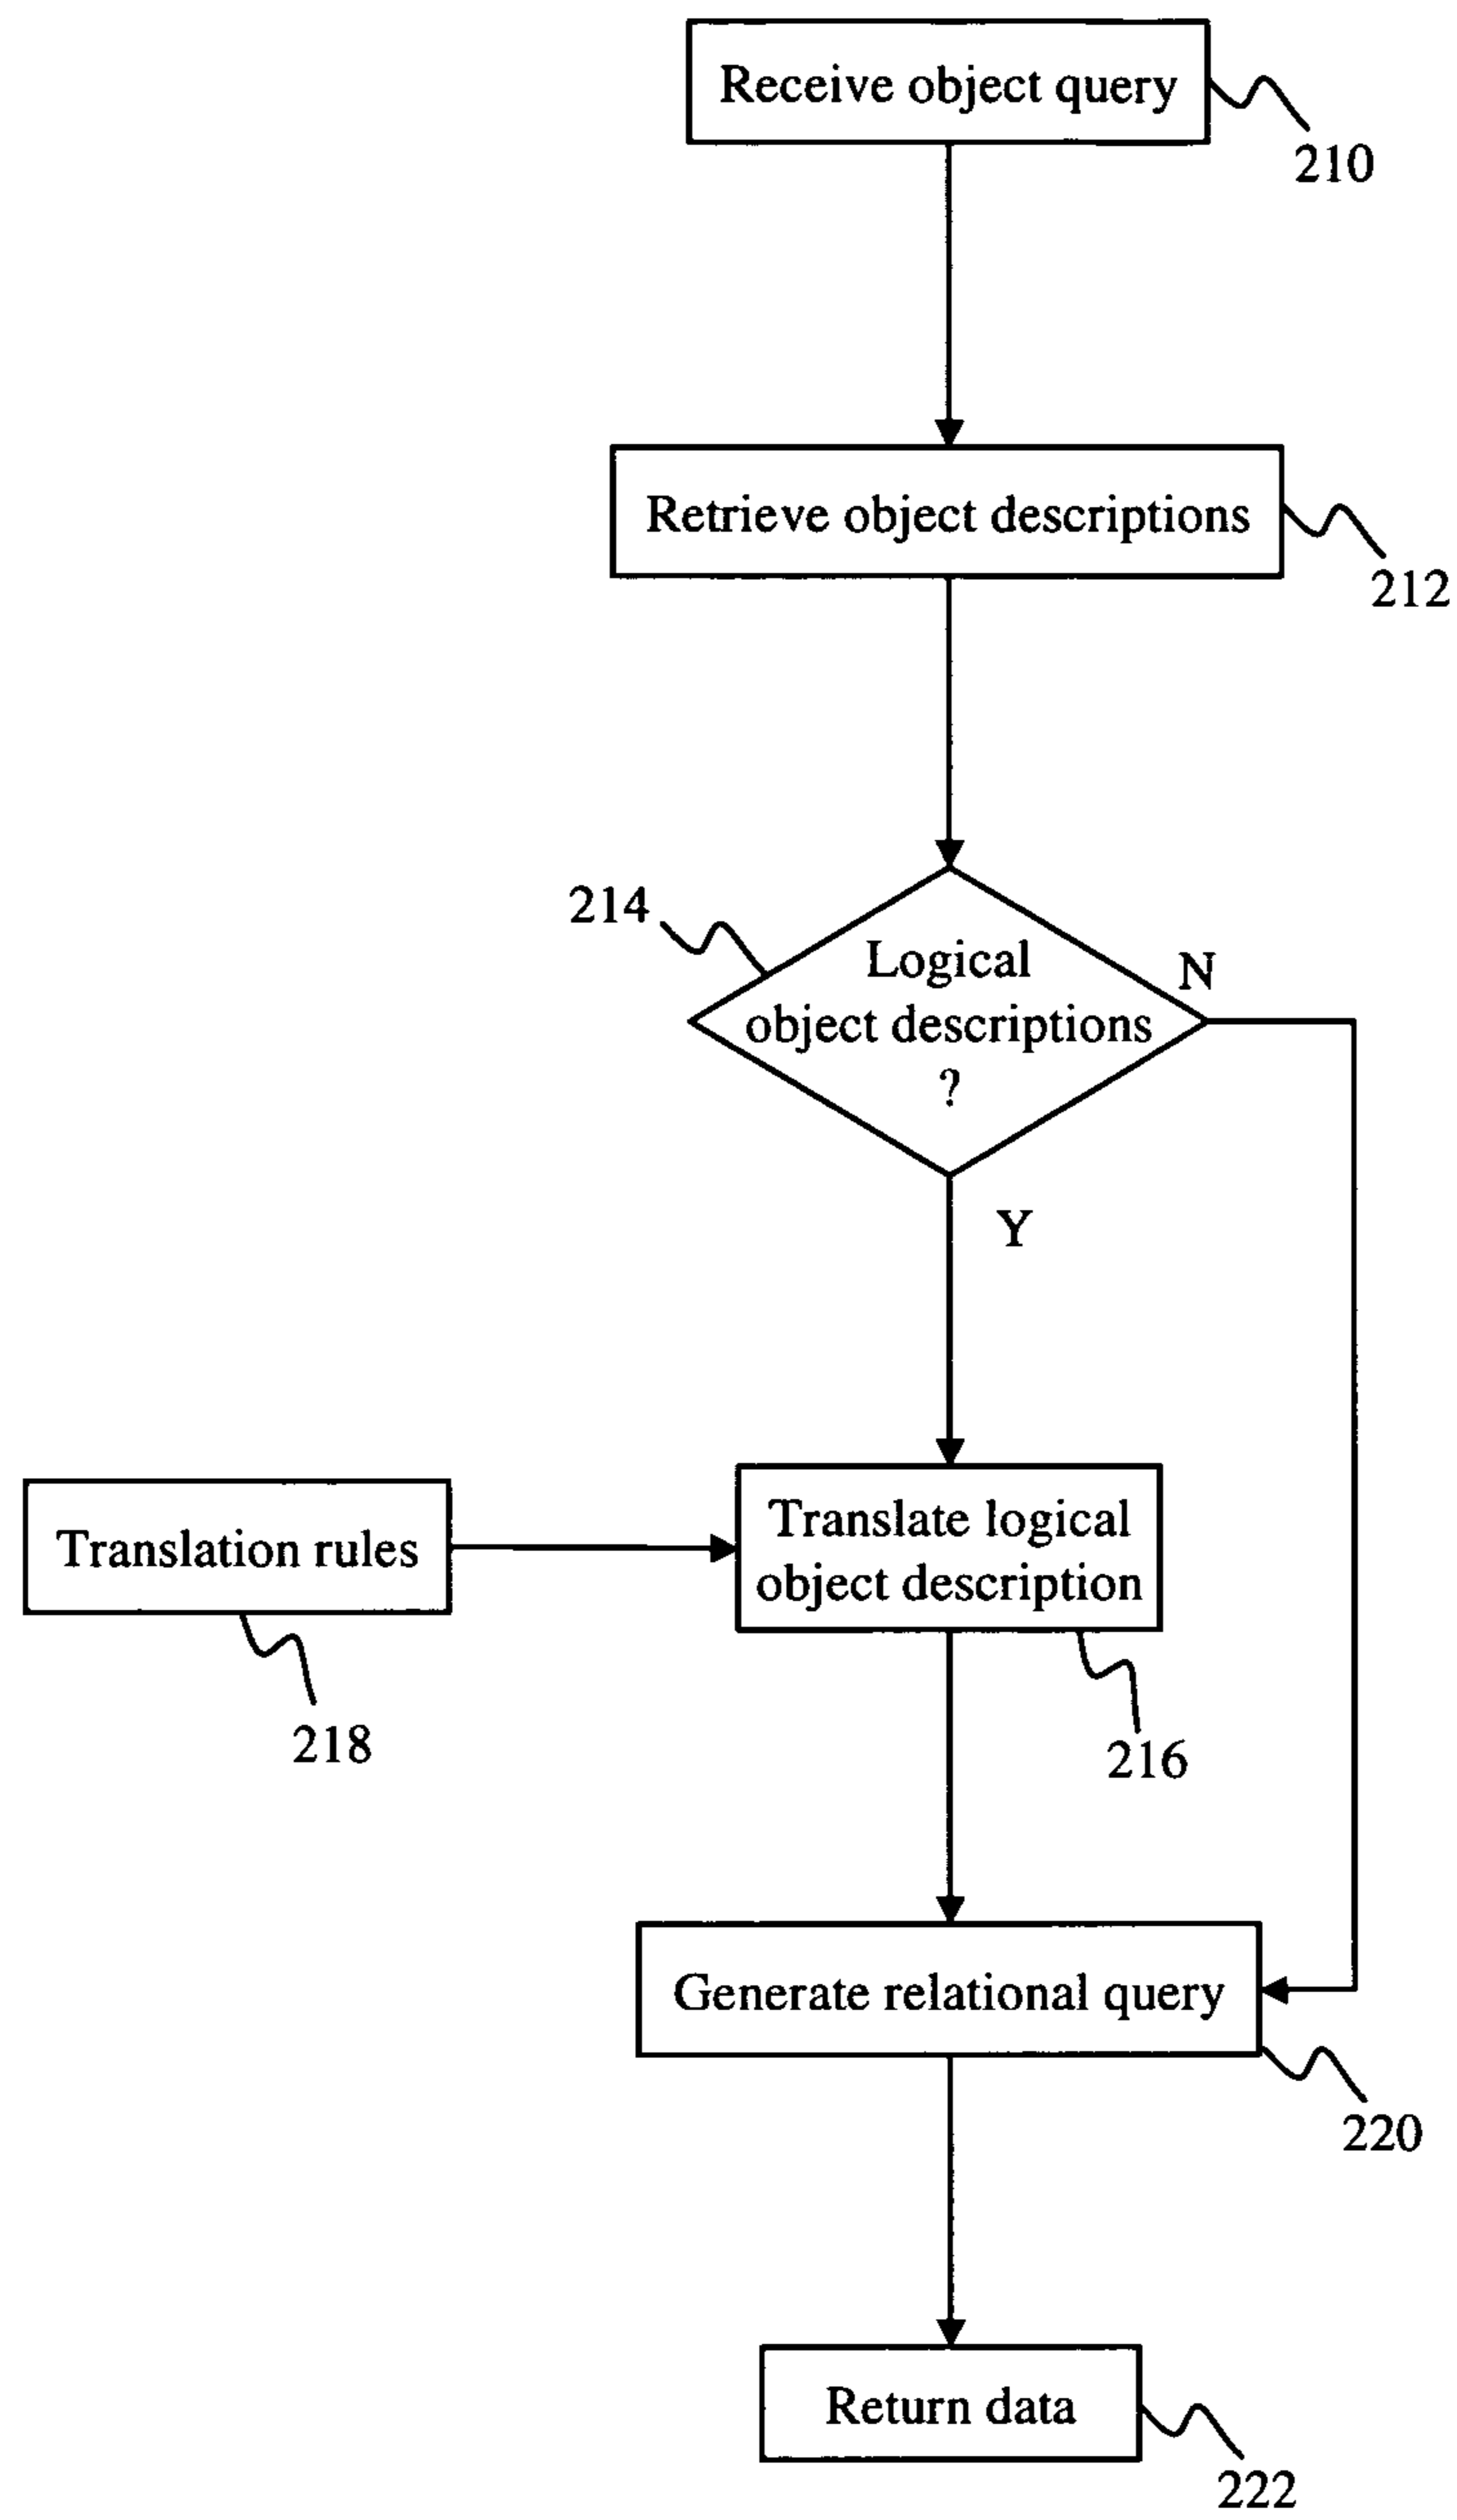 Receive object query
210
Retrieve object descriptions
212
214
Logical
object descriptions
?
N
Y
Translation rules
218
Translate logical
object description
216
Generate relational query
220
Return data
222